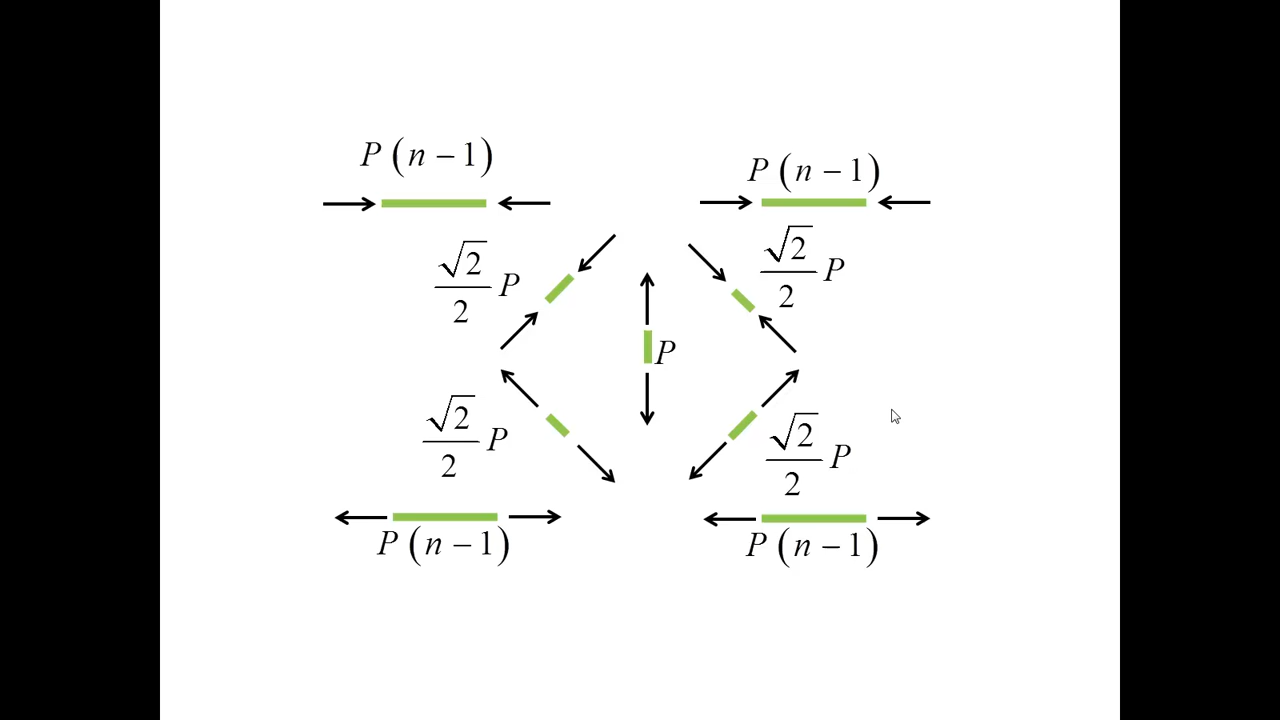 P (n − 1)
P (n − 1)
√2/2 P
√2/2 P
P
√2/2 P
√2/2 P
P (n − 1)
P (n − 1)